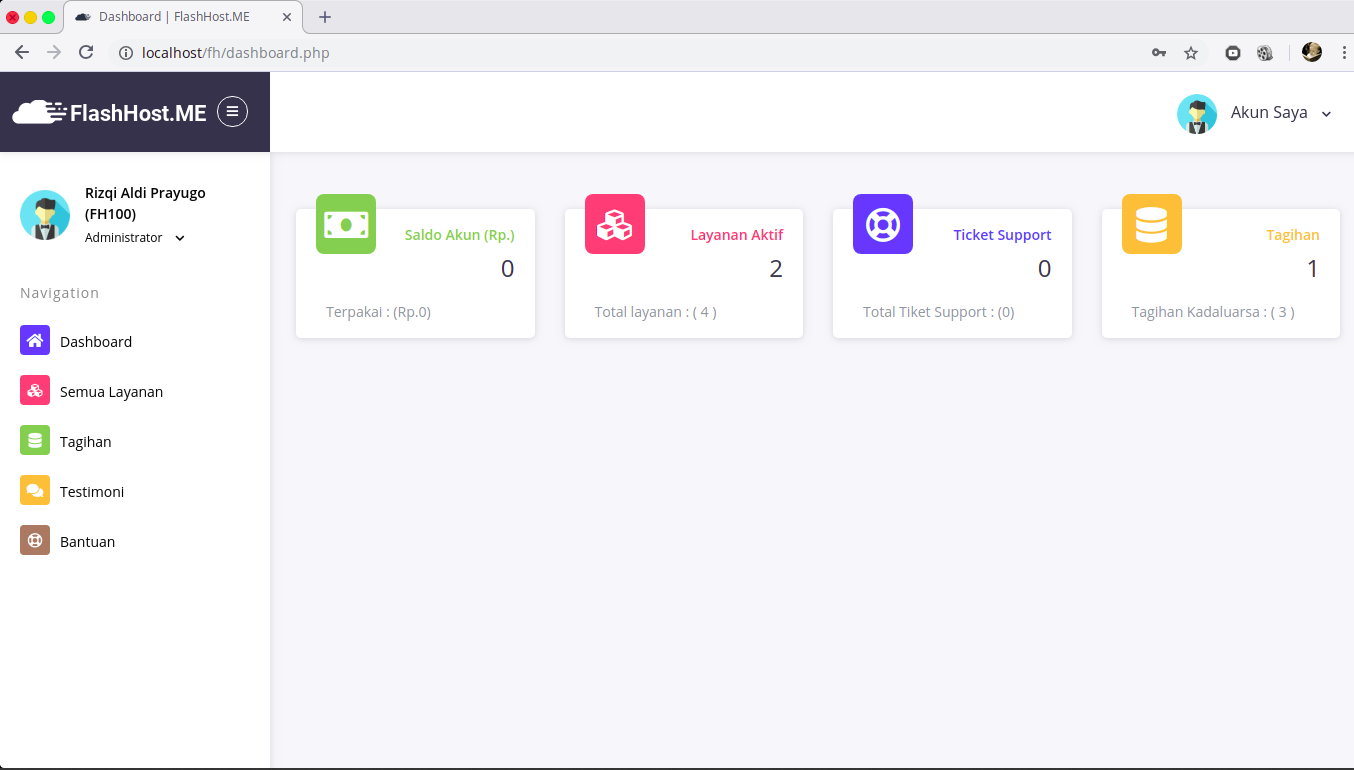 Dashboard | FlashHost.ME
localhost/fh/dashboard.php
FlashHost.ME
Akun Saya
Rizqi Aldi Prayugo
(FH100)
Administrator
Navigation
Dashboard
Semua Layanan
Tagihan
Testimoni
Bantuan
Saldo Akun (Rp.)
0
Terpakai : (Rp.0)
Layanan Aktif
2
Total layanan : ( 4 )
Ticket Support
0
Total Tiket Support : (0)
Tagihan
1
Tagihan Kadaluarsa : ( 3 )